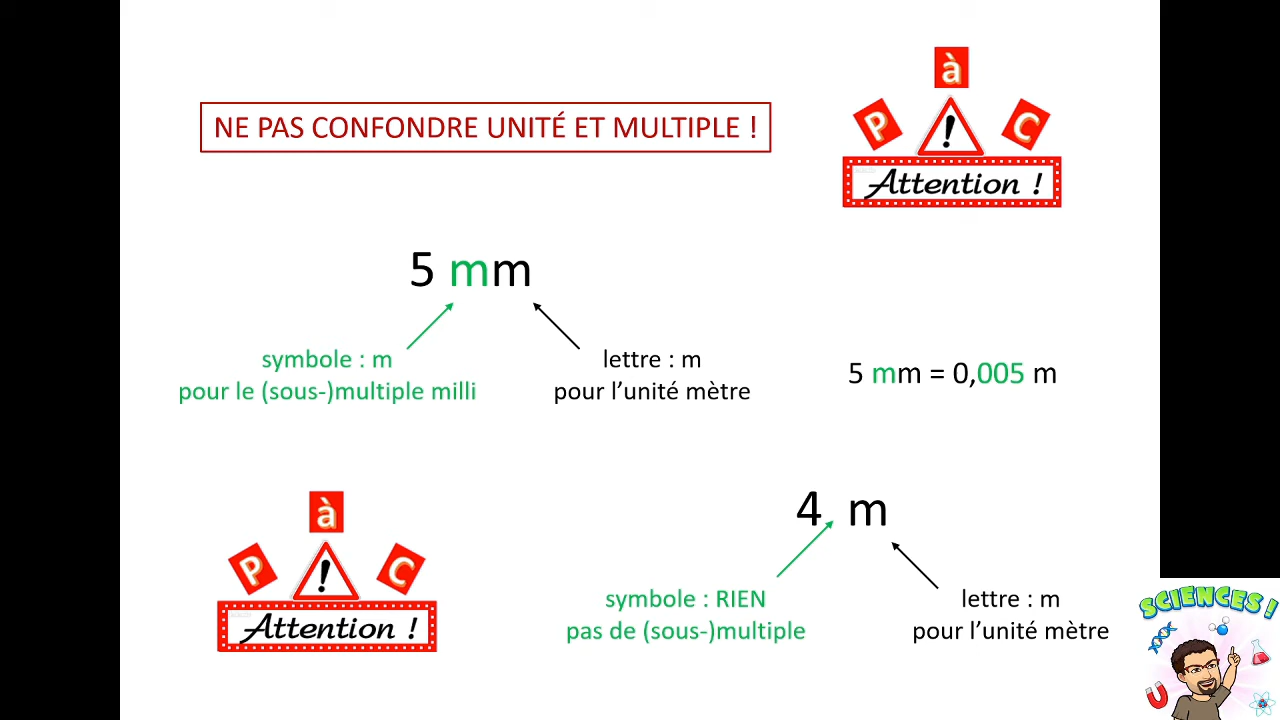 NE PAS CONFONDRE UNITÉ ET MULTIPLE !
P à C
!
Attention !
5 mm
symbole : m
pour le (sous-)multiple milli
lettre : m
pour l’unité mètre
5 mm = 0,005 m
P à C
!
Attention !
4 m
symbole : RIEN
pas de (sous-)multiple
lettre : m
pour l’unité mètre
SCIENCES !